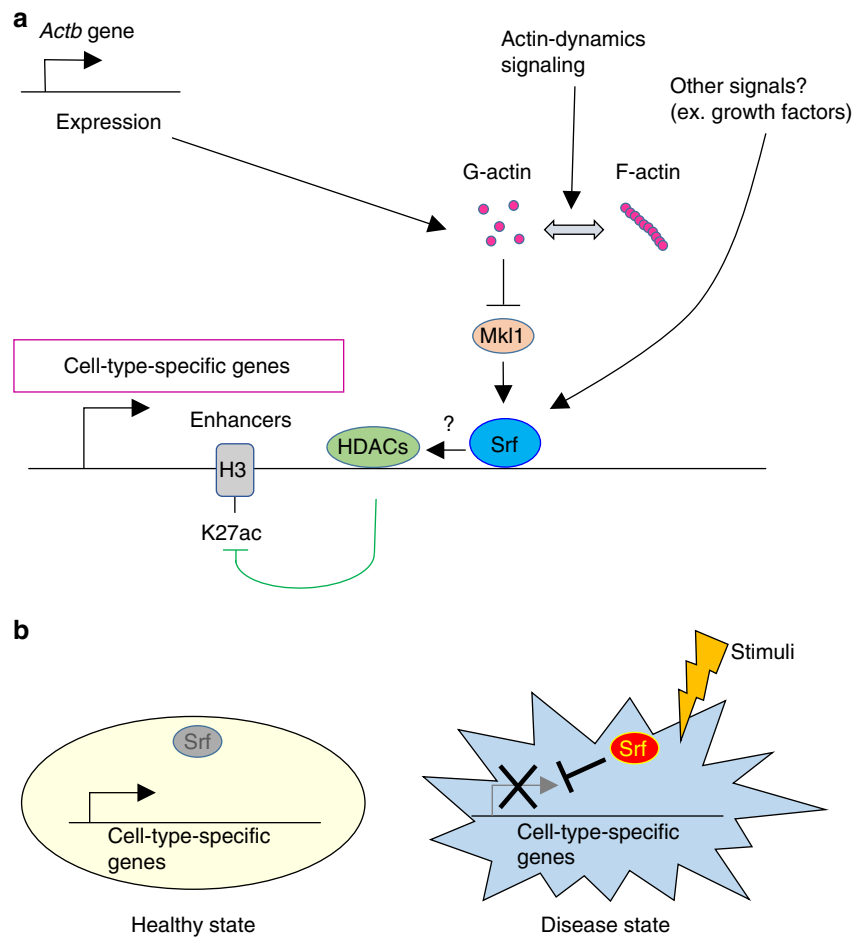 a
Actb gene
Expression
Actin-dynamics
signaling
Other signals?
(ex. growth factors)
G-actin
F-actin
Mkl1
Cell-type-specific genes
Enhancers
?
HDACs
Srf
H3
K27ac
b
Srf
Cell-type-specific
genes
Healthy state
Stimuli
Srf
Cell-type-specific
genes
Disease state